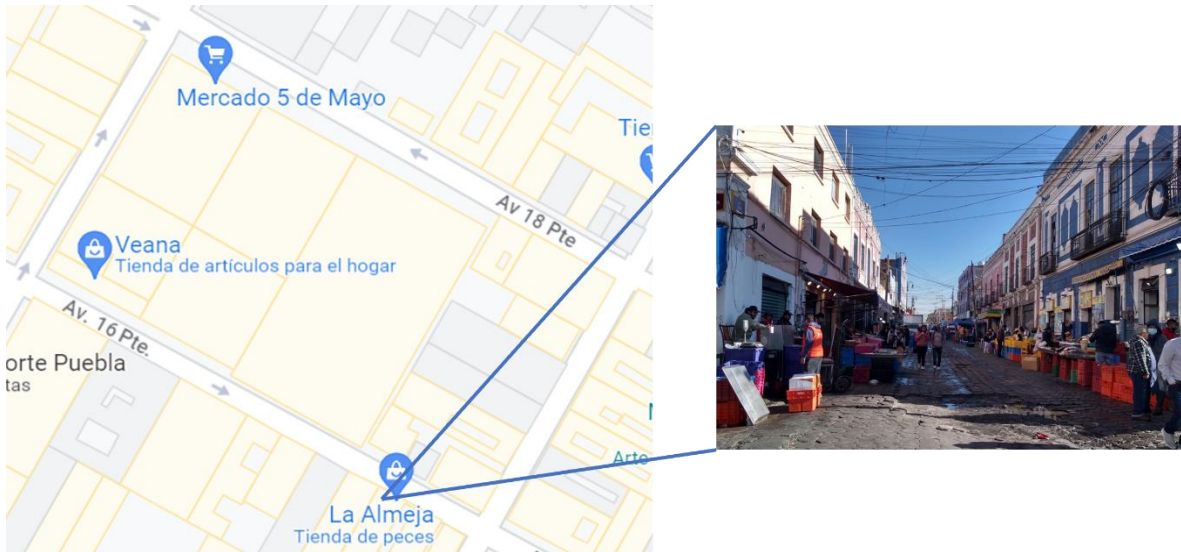 Mercado 5 de Mayo
Tie
Av 18 Pte
Veana
Tienda de artículos para el hogar
Av. 16 Pte.
orte Puebla
tas
Arte
La Almeja
Tienda de peces